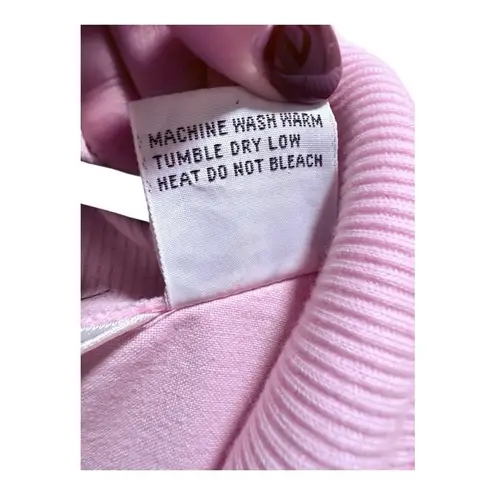 MACHINE WASH WARM
TUMBLE DRY LOW
HEAT DO NOT BLEACH